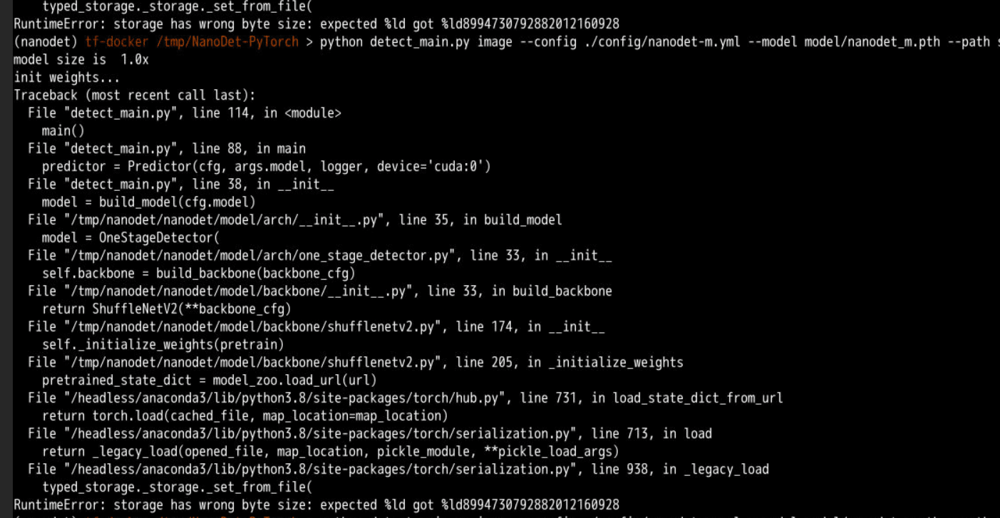 typed_storage._storage._set_from_file(
RuntimeError: storage has wrong byte size: expected %ld got %ld8994730792882012160928
(nanodet) tf-docker /tmp/NanoDet-PyTorch > python detect_main.py image --config ./config/nanodet-m.yml --model model/nanodet_m.pth --path s
model size is  1.0x
init weights...
Traceback (most recent call last):
  File "detect_main.py", line 114, in <module>
    main()
  File "detect_main.py", line 88, in main
    predictor = Predictor(cfg, args.model, logger, device='cuda:0')
  File "detect_main.py", line 38, in __init__
    model = build_model(cfg.model)
  File "/tmp/nanodet/nanodet/model/arch/__init__.py", line 35, in build_model
    model = OneStageDetector(
  File "/tmp/nanodet/nanodet/model/arch/one_stage_detector.py", line 33, in __init__
    self.backbone = build_backbone(backbone_cfg)
  File "/tmp/nanodet/nanodet/model/backbone/__init__.py", line 33, in build_backbone
    return ShuffleNetV2(**backbone_cfg)
  File "/tmp/nanodet/nanodet/model/backbone/shufflenetv2.py", line 174, in __init__
    self._initialize_weights(pretrain)
  File "/tmp/nanodet/nanodet/model/backbone/shufflenetv2.py", line 205, in _initialize_weights
    pretrained_state_dict = model_zoo.load_url(url)
  File "/headless/anaconda3/lib/python3.8/site-packages/torch/hub.py", line 731, in load_state_dict_from_url
    return torch.load(cached_file, map_location=map_location)
  File "/headless/anaconda3/lib/python3.8/site-packages/torch/serialization.py", line 713, in load
    return _legacy_load(opened_file, map_location, pickle_module, **pickle_load_args)
  File "/headless/anaconda3/lib/python3.8/site-packages/torch/serialization.py", line 938, in _legacy_load
    typed_storage._storage._set_from_file(
RuntimeError: storage has wrong byte size: expected %ld got %ld8994730792882012160928